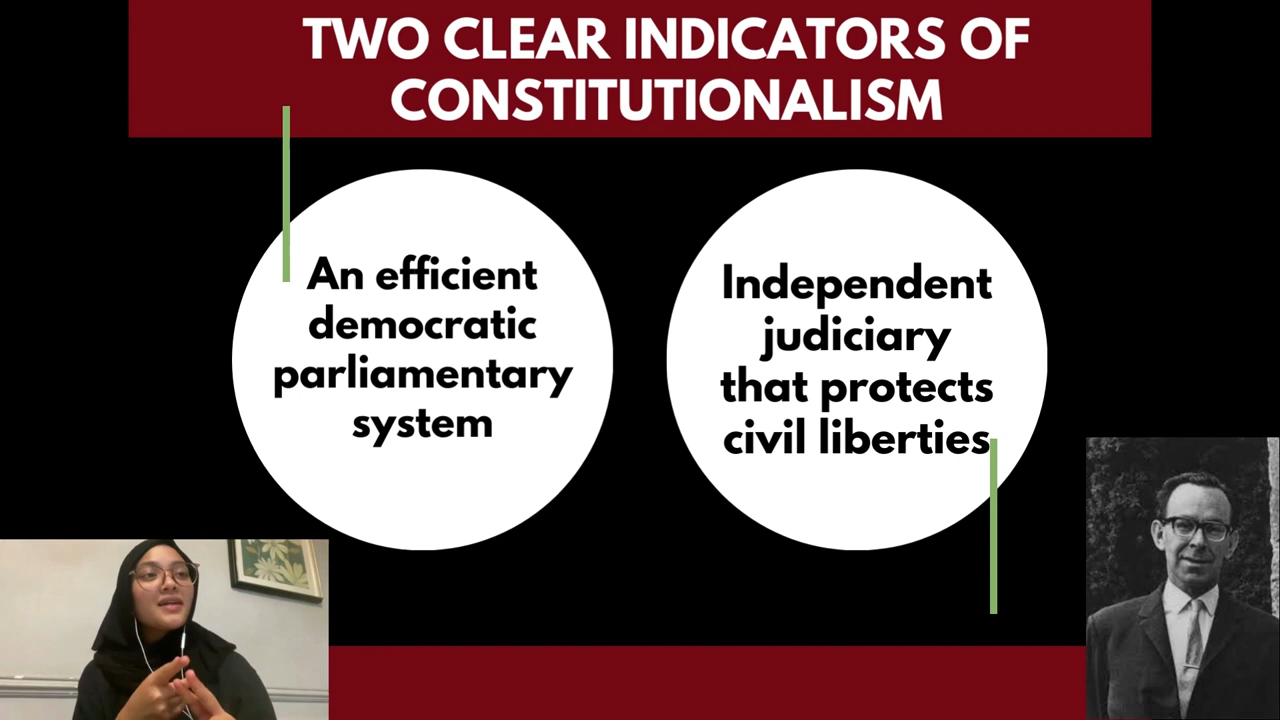 TWO CLEAR INDICATORS OF
CONSTITUTIONALISM
An efficient
democratic
parliamentary
system
Independent
judiciary
that protects
civil liberties